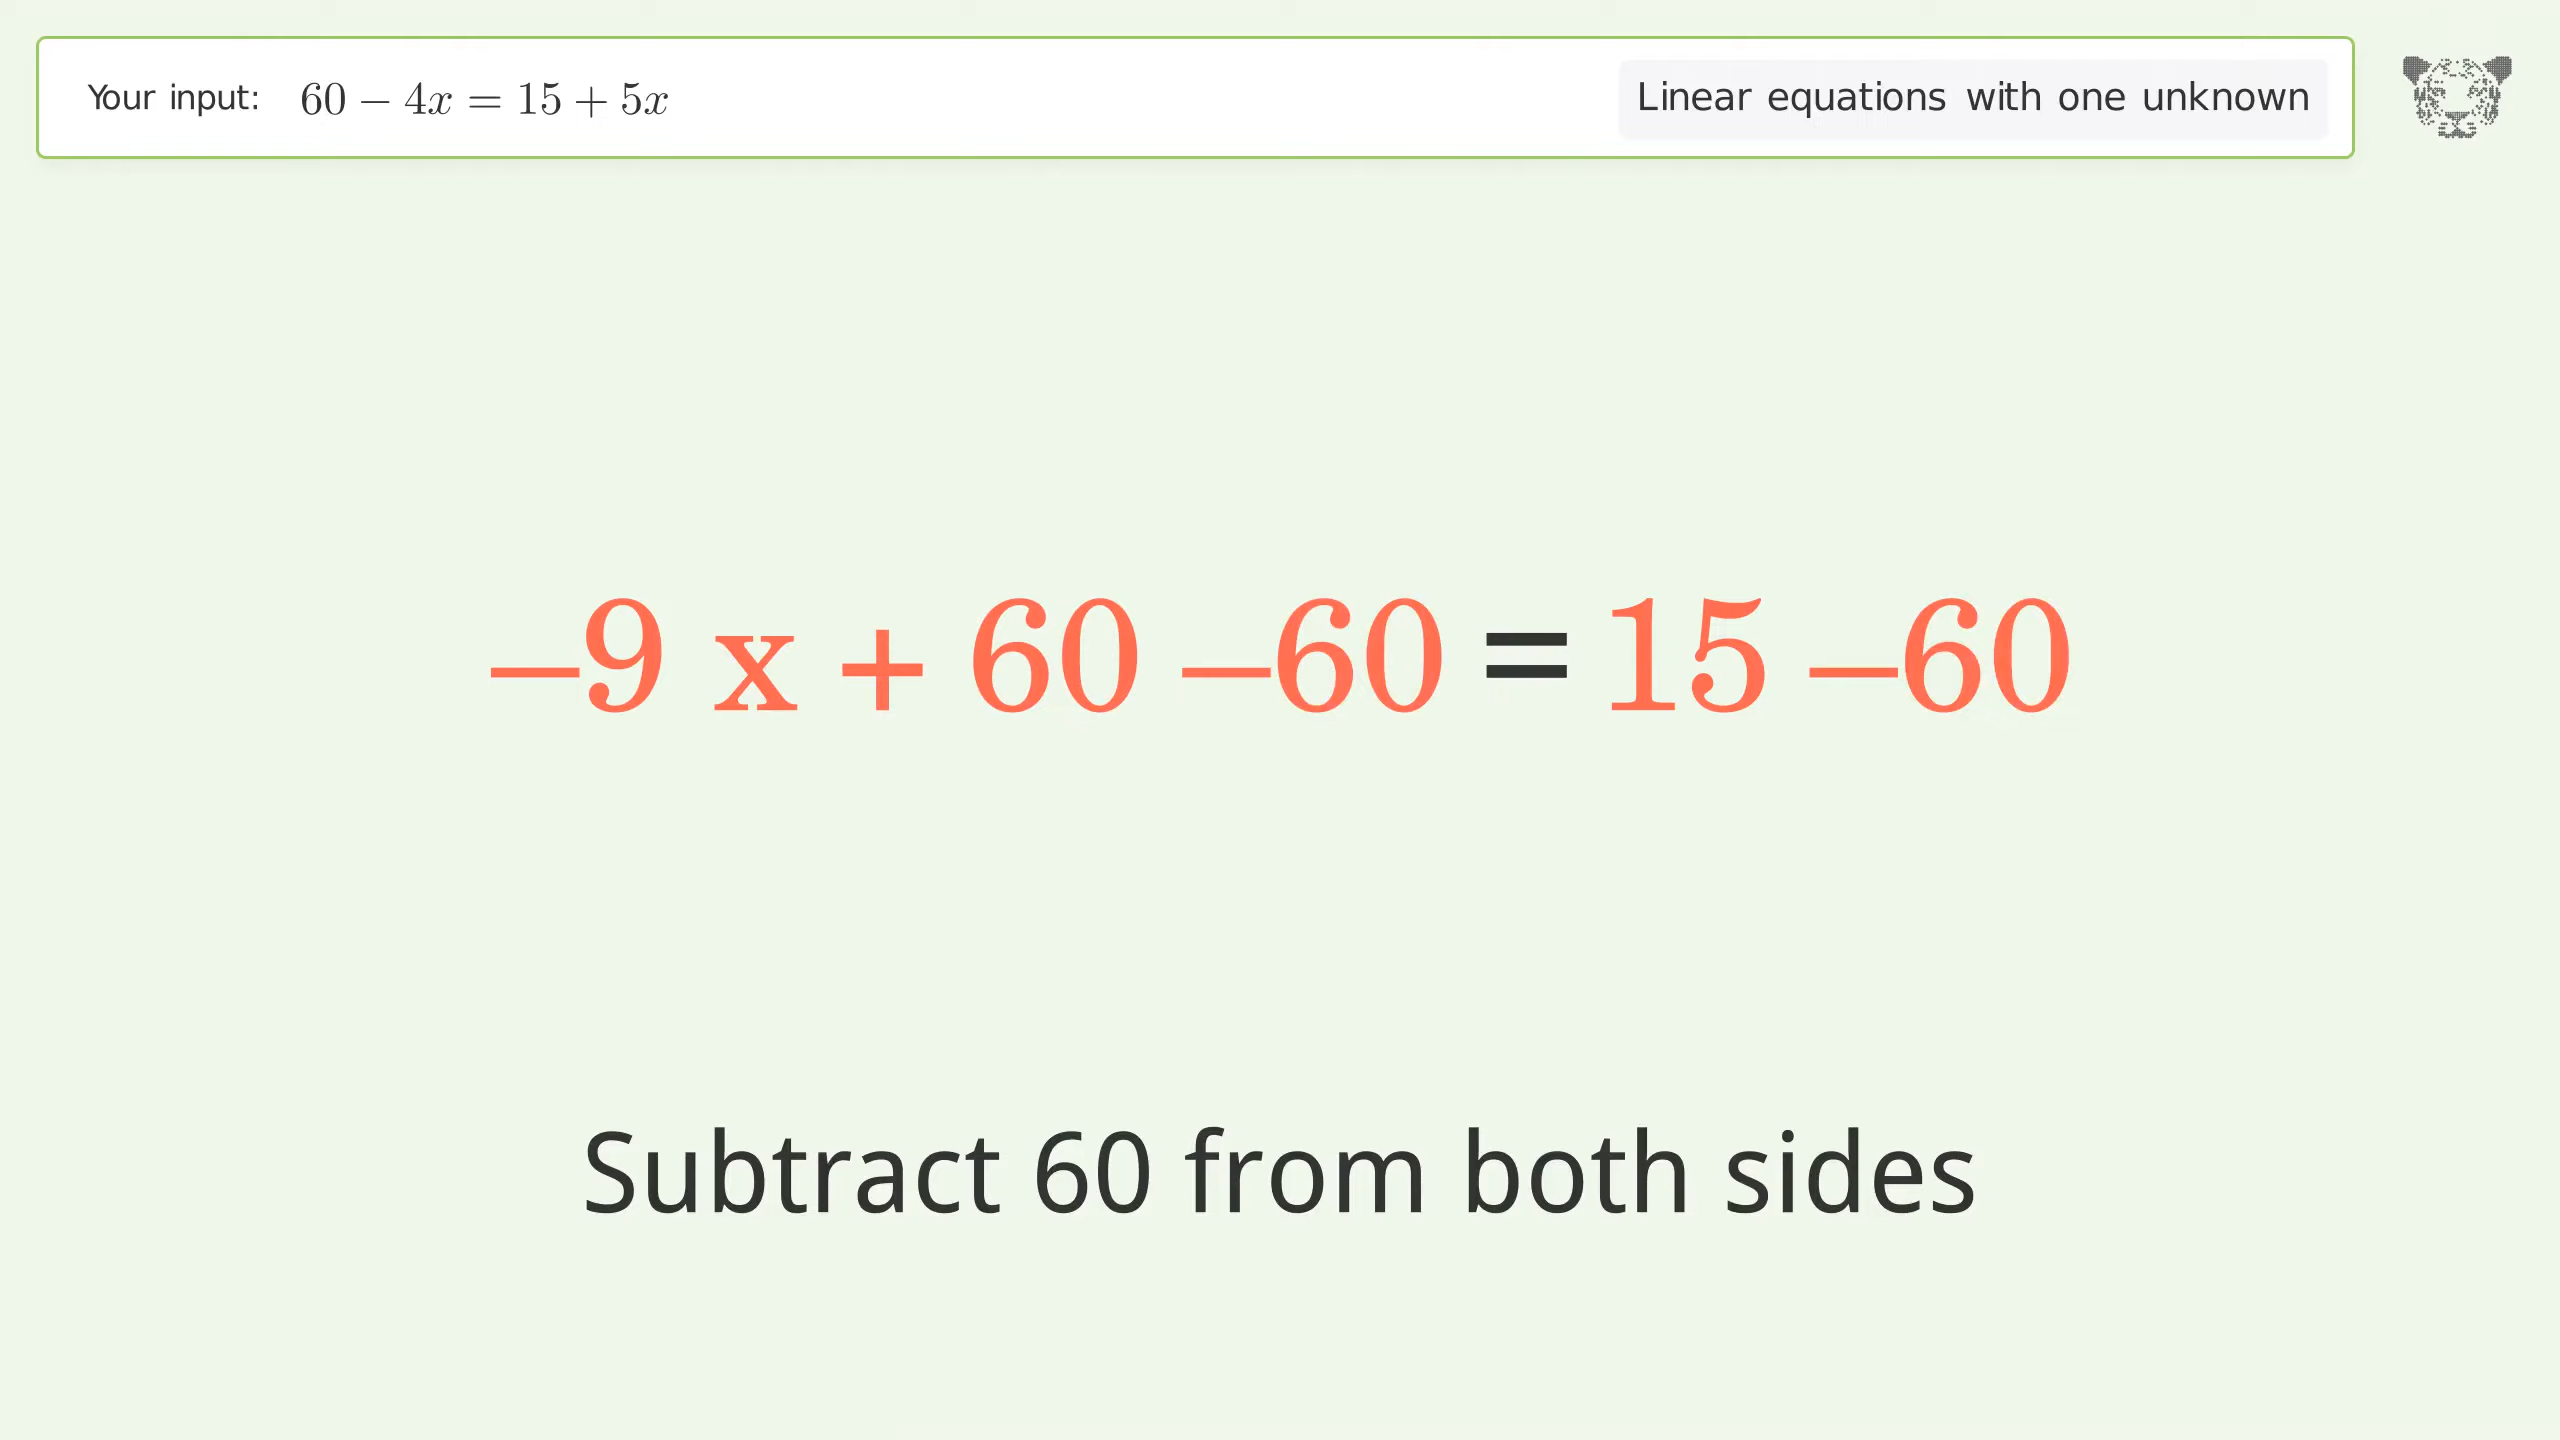 Your input: 60 − 4x = 15 + 5x
Linear equations with one unknown
–9 x + 60 –60 = 15 –60
Subtract 60 from both sides